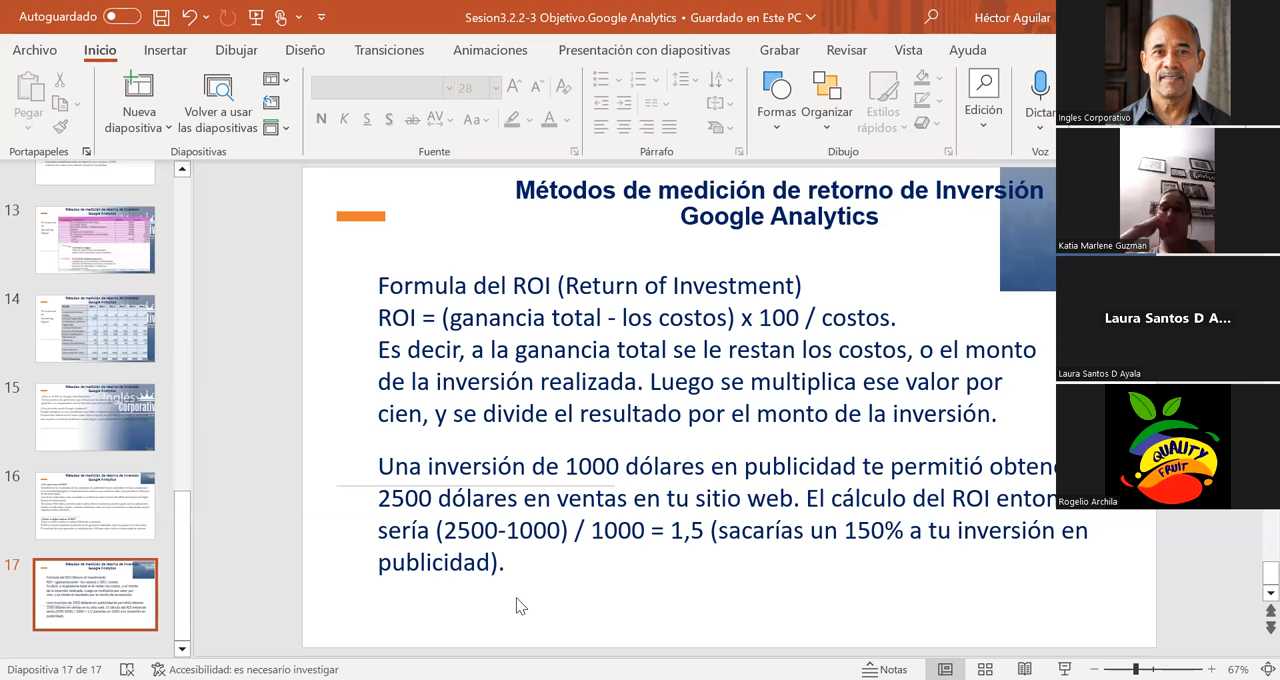 Autoguardado
Sesion3.2.2-3 Objetivo.Google Analytics • Guardado en Este PC
Héctor Aguilar
Archivo Inicio Insertar Dibujar Diseño Transiciones Animaciones Presentación con diapositivas Grabar Revisar Vista Ayuda
Pegar
Nueva diapositiva
Volver a usar las diapositivas
28
N K S S ab AV Aa A
Formas
Organizar
Estilos rápidos
Edición
Dictar
Portapapeles Diapositivas Fuente Párrafo Dibujo Voz
13
14
15
16
17
Métodos de medición de retorno de Inversión
Google Analytics
Formula del ROI (Return of Investment)
ROI = (ganancia total - los costos) x 100 / costos.
Es decir, a la ganancia total se le restan los costos, o el monto
de la inversión realizada. Luego se multiplica ese valor por
cien, y se divide el resultado por el monto de la inversión.
Una inversión de 1000 dólares en publicidad te permitió obtene
2500 dólares en ventas en tu sitio web. El cálculo del ROI enton
sería (2500-1000) / 1000 = 1,5 (sacarías un 150% a tu inversión en
publicidad).
Ingles Corporativo
Katia Marlene Guzman
Laura Santos D A...
Laura Santos D Ayala
QUALITY
FRUIT
Rogelio Archila
Diapositiva 17 de 17
Accesibilidad: es necesario investigar
Notas
67%